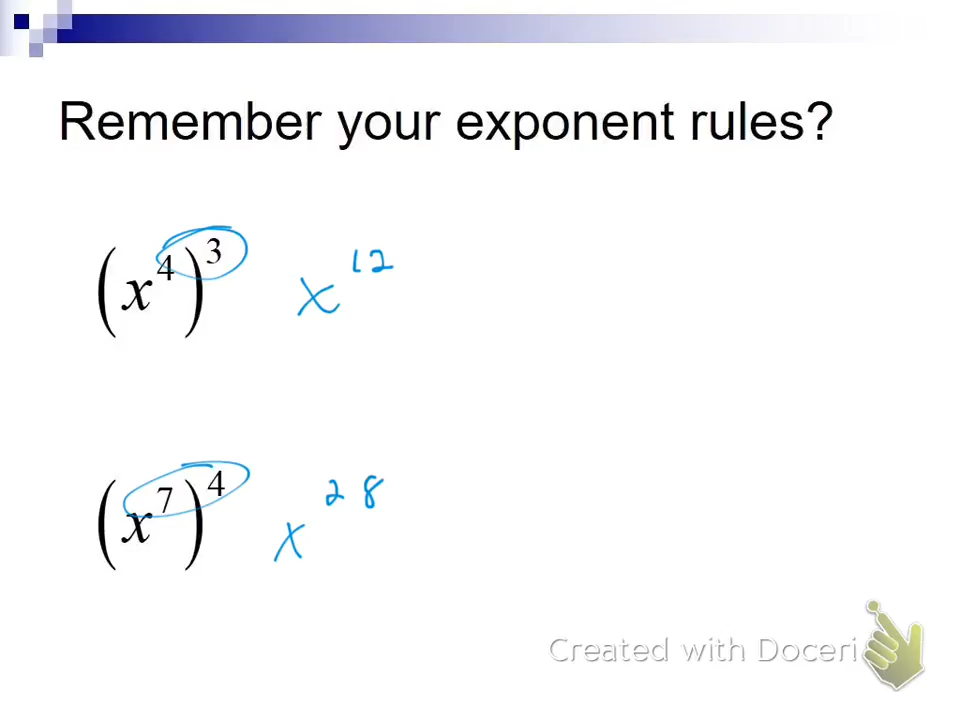 Remember your exponent rules?
(x⁴)³ x¹²
(x⁷)⁴ x²⁸
Created with Doceri